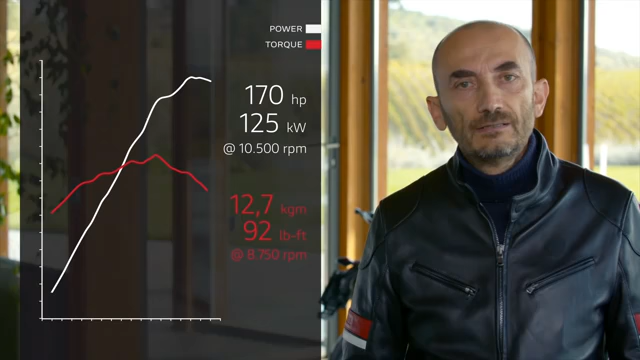 POWER
TORQUE
170 hp
125 kW
@ 10.500 rpm
12,7 kgm
92 lb-ft
@ 8.750 rpm